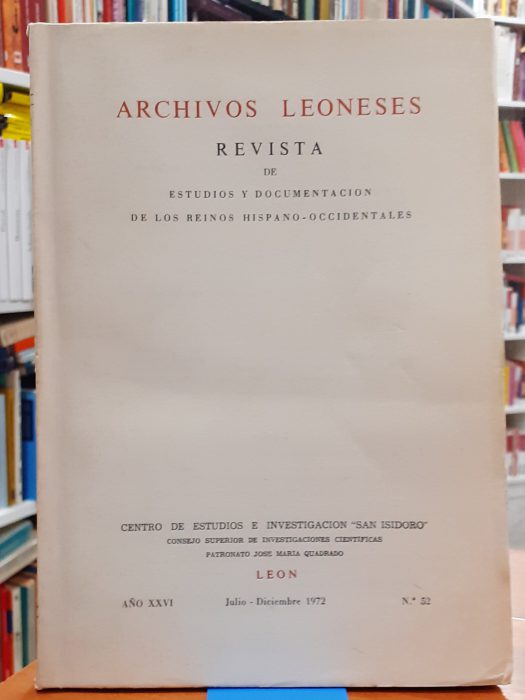 ARCHIVOS LEONESES
REVISTA
DE
ESTUDIOS Y DOCUMENTACION
DE LOS REINOS HISPANO-OCCIDENTALES
CENTRO DE ESTUDIOS E INVESTIGACION "SAN ISIDORO"
CONSEJO SUPERIOR DE INVESTIGACIONES CIENTIFICAS
PATRONATO JOSE MARIA QUADRADO
LEON
AÑO XXVI Julio - Diciembre 1972 N.º 52